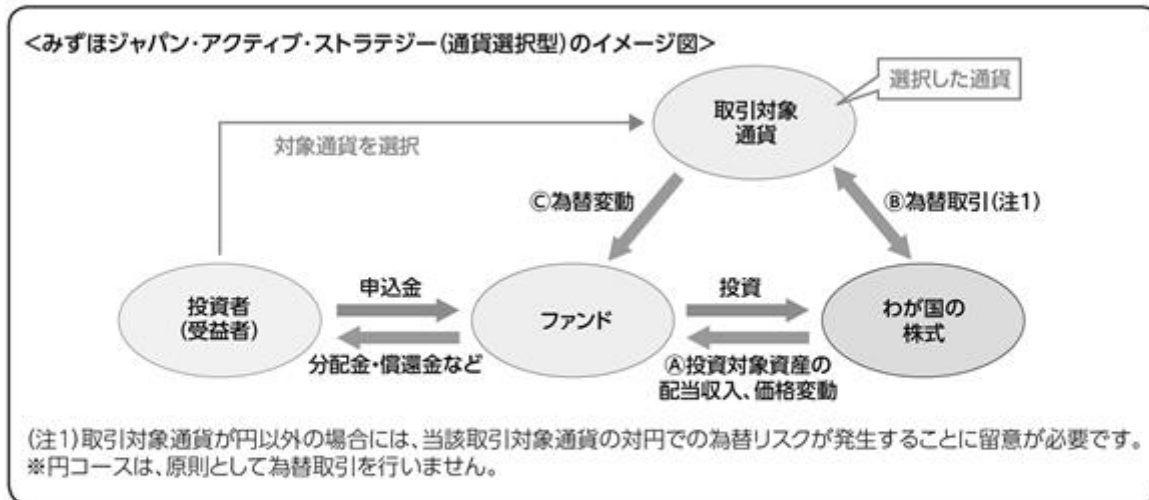 <みずほジャパン・アクティブ・ストラテジー(通貨選択型)のイメージ図>
選択した通貨
取引対象
通貨
対象通貨を選択
Ⓒ為替変動
Ⓑ為替取引(注1)
投資者
(受益者)
申込金
分配金・償還金など
ファンド
投資
Ⓐ投資対象資産の
配当収入、価格変動
わが国の
株式
(注1)取引対象通貨が円以外の場合には、当該取引対象通貨の対円での為替リスクが発生することに留意が必要です。
※円コースは、原則として為替取引を行いません。